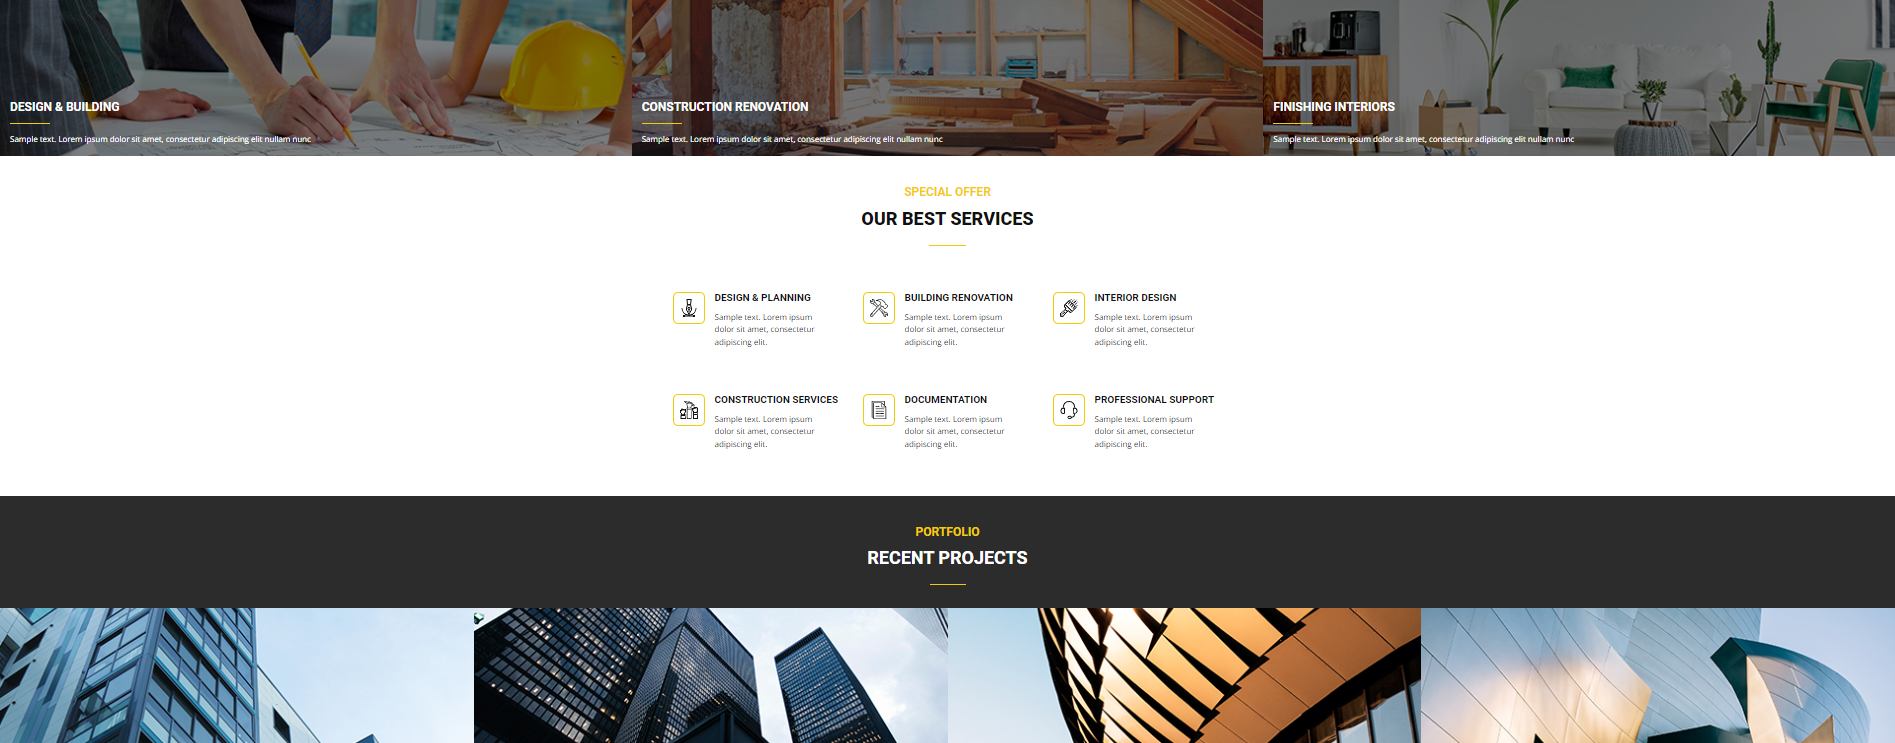 DESIGN & BUILDING
Sample text. Lorem ipsum dolor sit amet, consectetur adipiscing elit nullam nunc
CONSTRUCTION RENOVATION
Sample text. Lorem ipsum dolor sit amet, consectetur adipiscing elit nullam nunc
FINISHING INTERIORS
Sample text. Lorem ipsum dolor sit amet, consectetur adipiscing elit nullam nunc
SPECIAL OFFER
OUR BEST SERVICES
DESIGN & PLANNING
Sample text. Lorem ipsum
dolor sit amet, consectetur
adipiscing elit.
BUILDING RENOVATION
Sample text. Lorem ipsum
dolor sit amet, consectetur
adipiscing elit.
INTERIOR DESIGN
Sample text. Lorem ipsum
dolor sit amet, consectetur
adipiscing elit.
CONSTRUCTION SERVICES
Sample text. Lorem ipsum
dolor sit amet, consectetur
adipiscing elit.
DOCUMENTATION
Sample text. Lorem ipsum
dolor sit amet, consectetur
adipiscing elit.
PROFESSIONAL SUPPORT
Sample text. Lorem ipsum
dolor sit amet, consectetur
adipiscing elit.
PORTFOLIO
RECENT PROJECTS